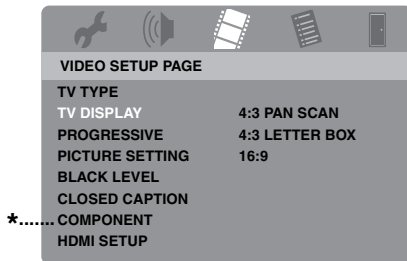 VIDEO SETUP PAGE
TV TYPE
TV DISPLAY 4:3 PAN SCAN
PROGRESSIVE 4:3 LETTER BOX
PICTURE SETTING 16:9
BLACK LEVEL
CLOSED CAPTION
*....... COMPONENT
HDMI SETUP